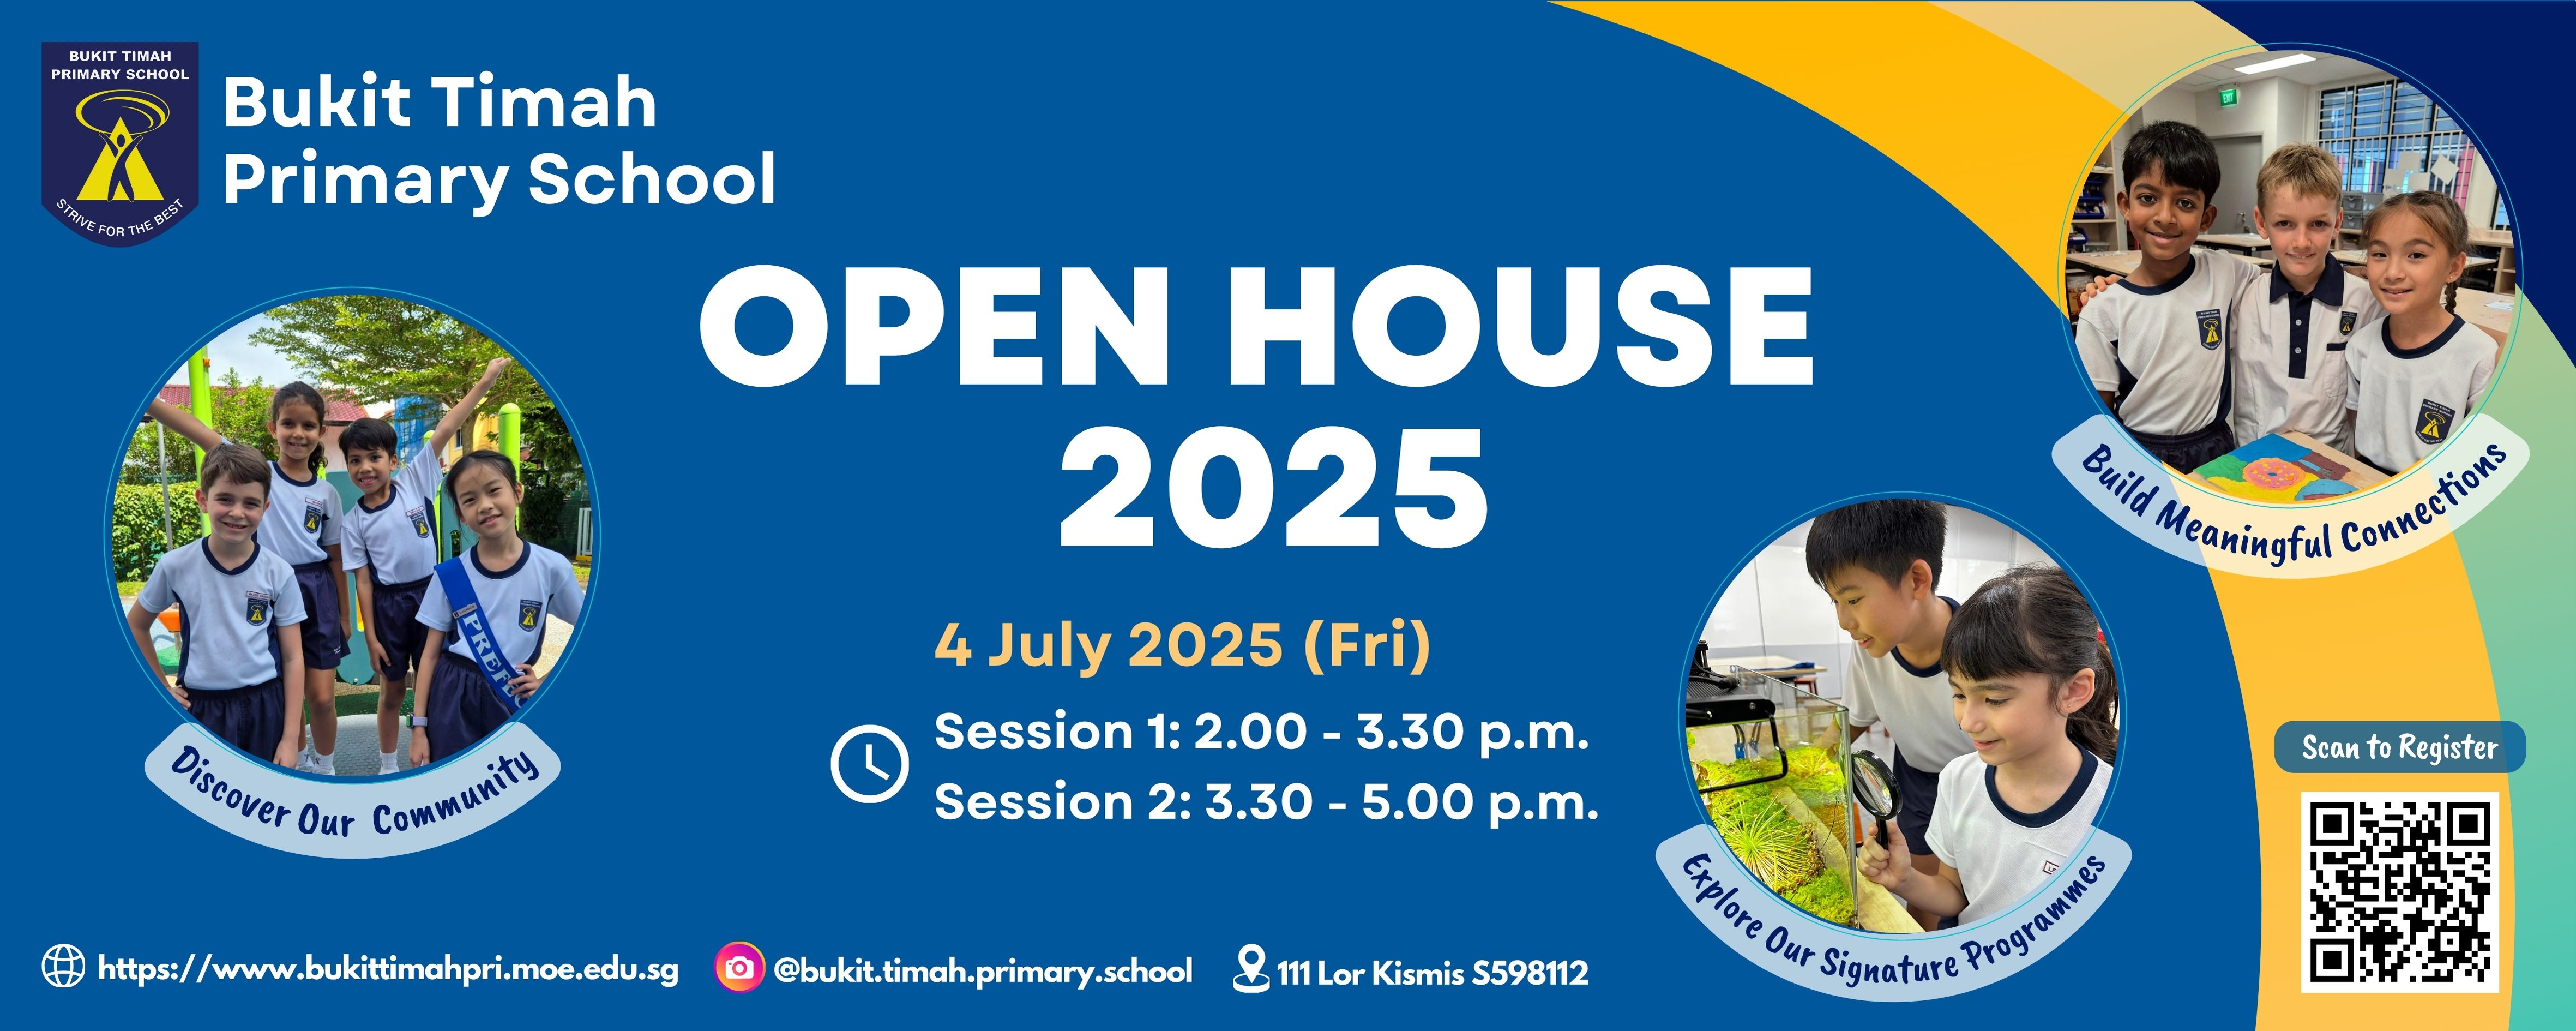 BUKIT TIMAH
PRIMARY SCHOOL
STRIVE FOR THE BEST
Bukit Timah
Primary School
OPEN HOUSE
2025
4 July 2025 (Fri)
Session 1: 2.00 - 3.30 p.m.
Session 2: 3.30 - 5.00 p.m.
Discover Our Community
Build Meaningful Connections
Explore Our Signature Programmes
Scan to Register
https://www.bukittimahpri.moe.edu.sg
@bukit.timah.primary.school
111 Lor Kismis S598112
EXIT